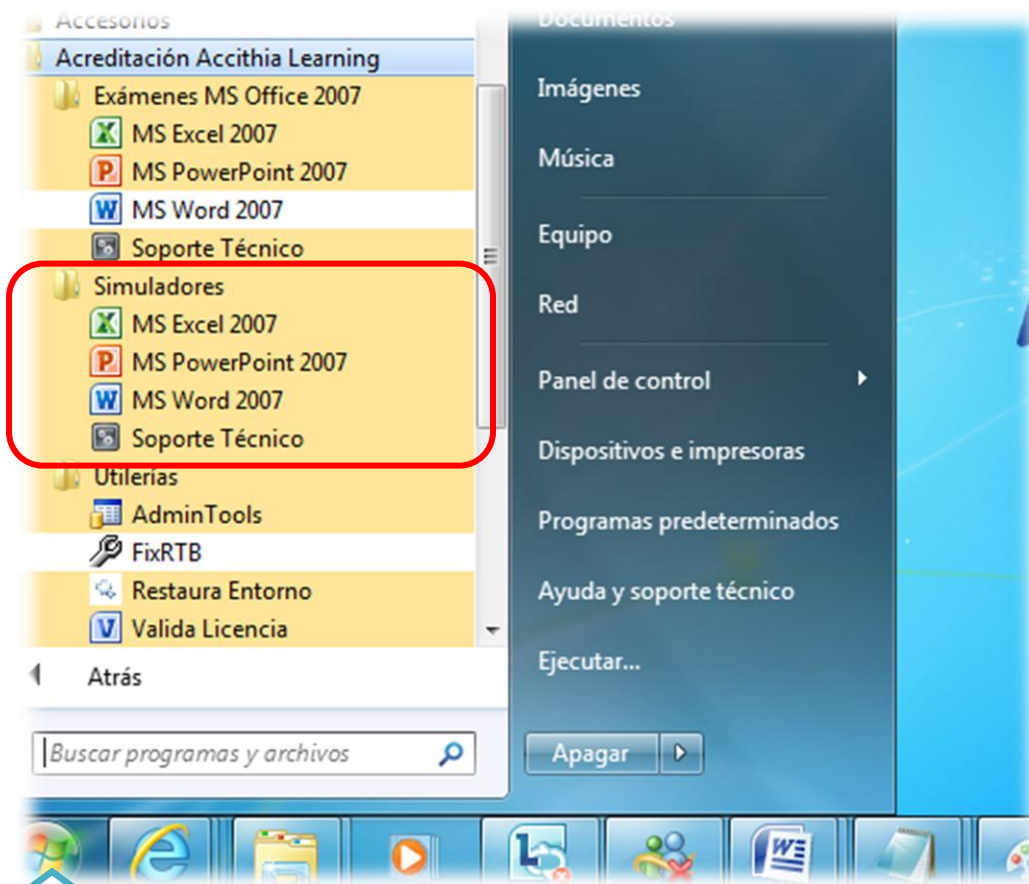 Accesorios
Acreditación Accithia Learning
Exámenes MS Office 2007
MS Excel 2007
MS PowerPoint 2007
MS Word 2007
Soporte Técnico
Simuladores
MS Excel 2007
MS PowerPoint 2007
MS Word 2007
Soporte Técnico
Utilerías
AdminTools
FixRTB
Restaura Entorno
Valida Licencia
Atrás
Buscar programas y archivos
Documentos
Imágenes
Música
Equipo
Red
Panel de control
Dispositivos e impresoras
Programas predeterminados
Ayuda y soporte técnico
Ejecutar...
Apagar